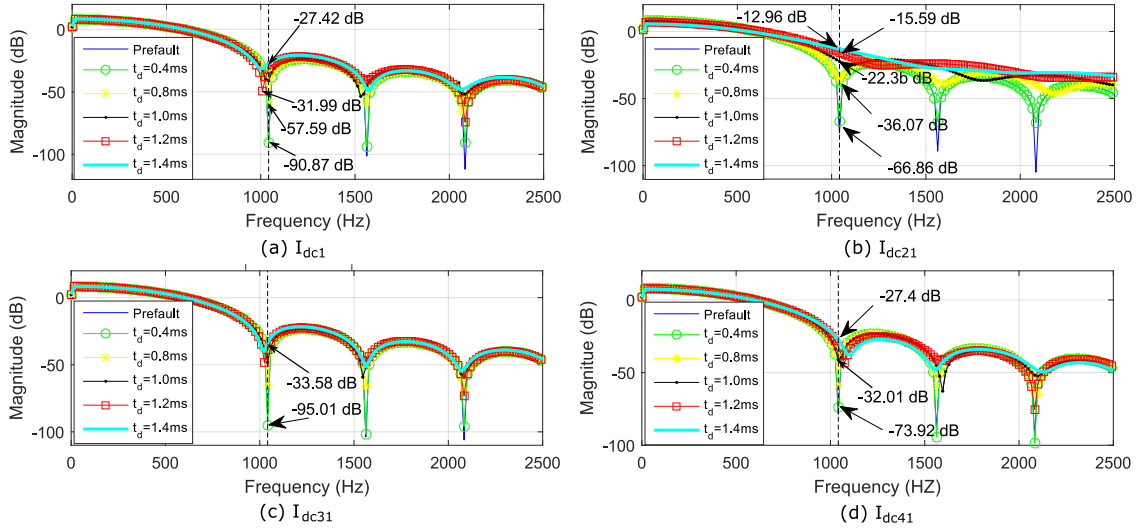 -27.42 dB
0
-50
-100
Magnitude (dB)
Prefault
t_d=0.4ms
t_d=0.8ms
t_d=1.0ms
t_d=1.2ms
t_d=1.4ms
-31.99 dB
-57.59 dB
-90.87 dB
0 500 1000 1500 2000 2500
Frequency (Hz)
(a) I_dc1
-12.96 dB
-15.59 dB
0
-50
-100
Magnitude (dB)
Prefault
t_d=0.4ms
t_d=0.8ms
t_d=1.0ms
t_d=1.2ms
t_d=1.4ms
-22.3b dB
-36.07 dB
-66.86 dB
0 500 1000 1500 2000 2500
Frequency (Hz)
(b) I_dc21
0
-50
-100
Magnitude (dB)
Prefault
t_d=0.4ms
t_d=0.8ms
t_d=1.0ms
t_d=1.2ms
t_d=1.4ms
-33.58 dB
-95.01 dB
0 500 1000 1500 2000 2500
Frequency (Hz)
(c) I_dc31
-27.4 dB
0
-50
-100
Magnitude (dB)
Prefault
t_d=0.4ms
t_d=0.8ms
t_d=1.0ms
t_d=1.2ms
t_d=1.4ms
-32.01 dB
-73.92 dB
0 500 1000 1500 2000 2500
Frequency (Hz)
(d) I_dc41